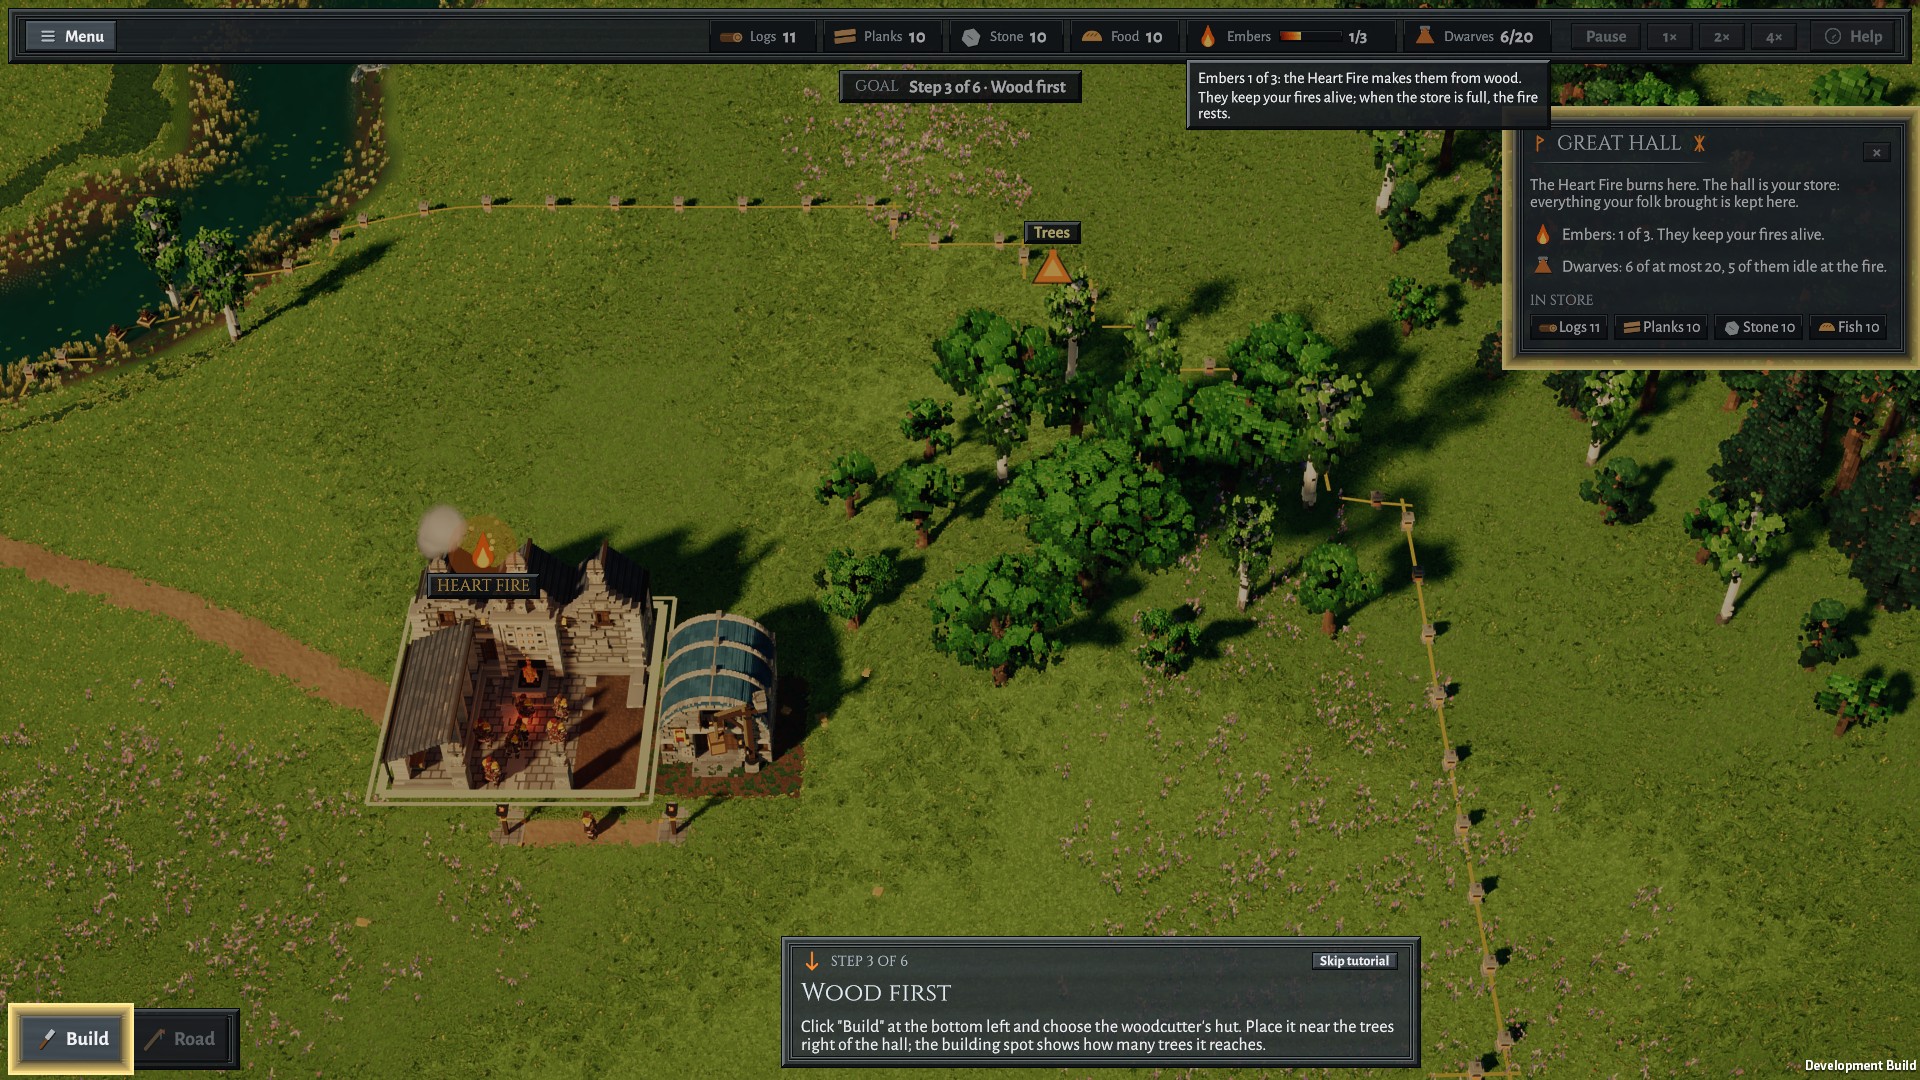 Menu
Logs 11
Planks 10
Stone 10
Food 10
Embers 1/3
Dwarves 6/20
Pause
1×
2×
4×
Help
GOAL Step 3 of 6 · Wood first
Embers 1 of 3: the Heart Fire makes them from wood.
They keep your fires alive; when the store is full, the fire
rests.
GREAT HALL
×
The Heart Fire burns here. The hall is your store:
everything your folk brought is kept here.
Embers: 1 of 3. They keep your fires alive.
Dwarves: 6 of at most 20, 5 of them idle at the fire.
IN STORE
Logs 11
Planks 10
Stone 10
Fish 10
Trees
HEART FIRE
STEP 3 OF 6
Skip tutorial
WOOD FIRST
Click "Build" at the bottom left and choose the woodcutter's hut. Place it near the trees
right of the hall; the building spot shows how many trees it reaches.
Build
Road
Development Build